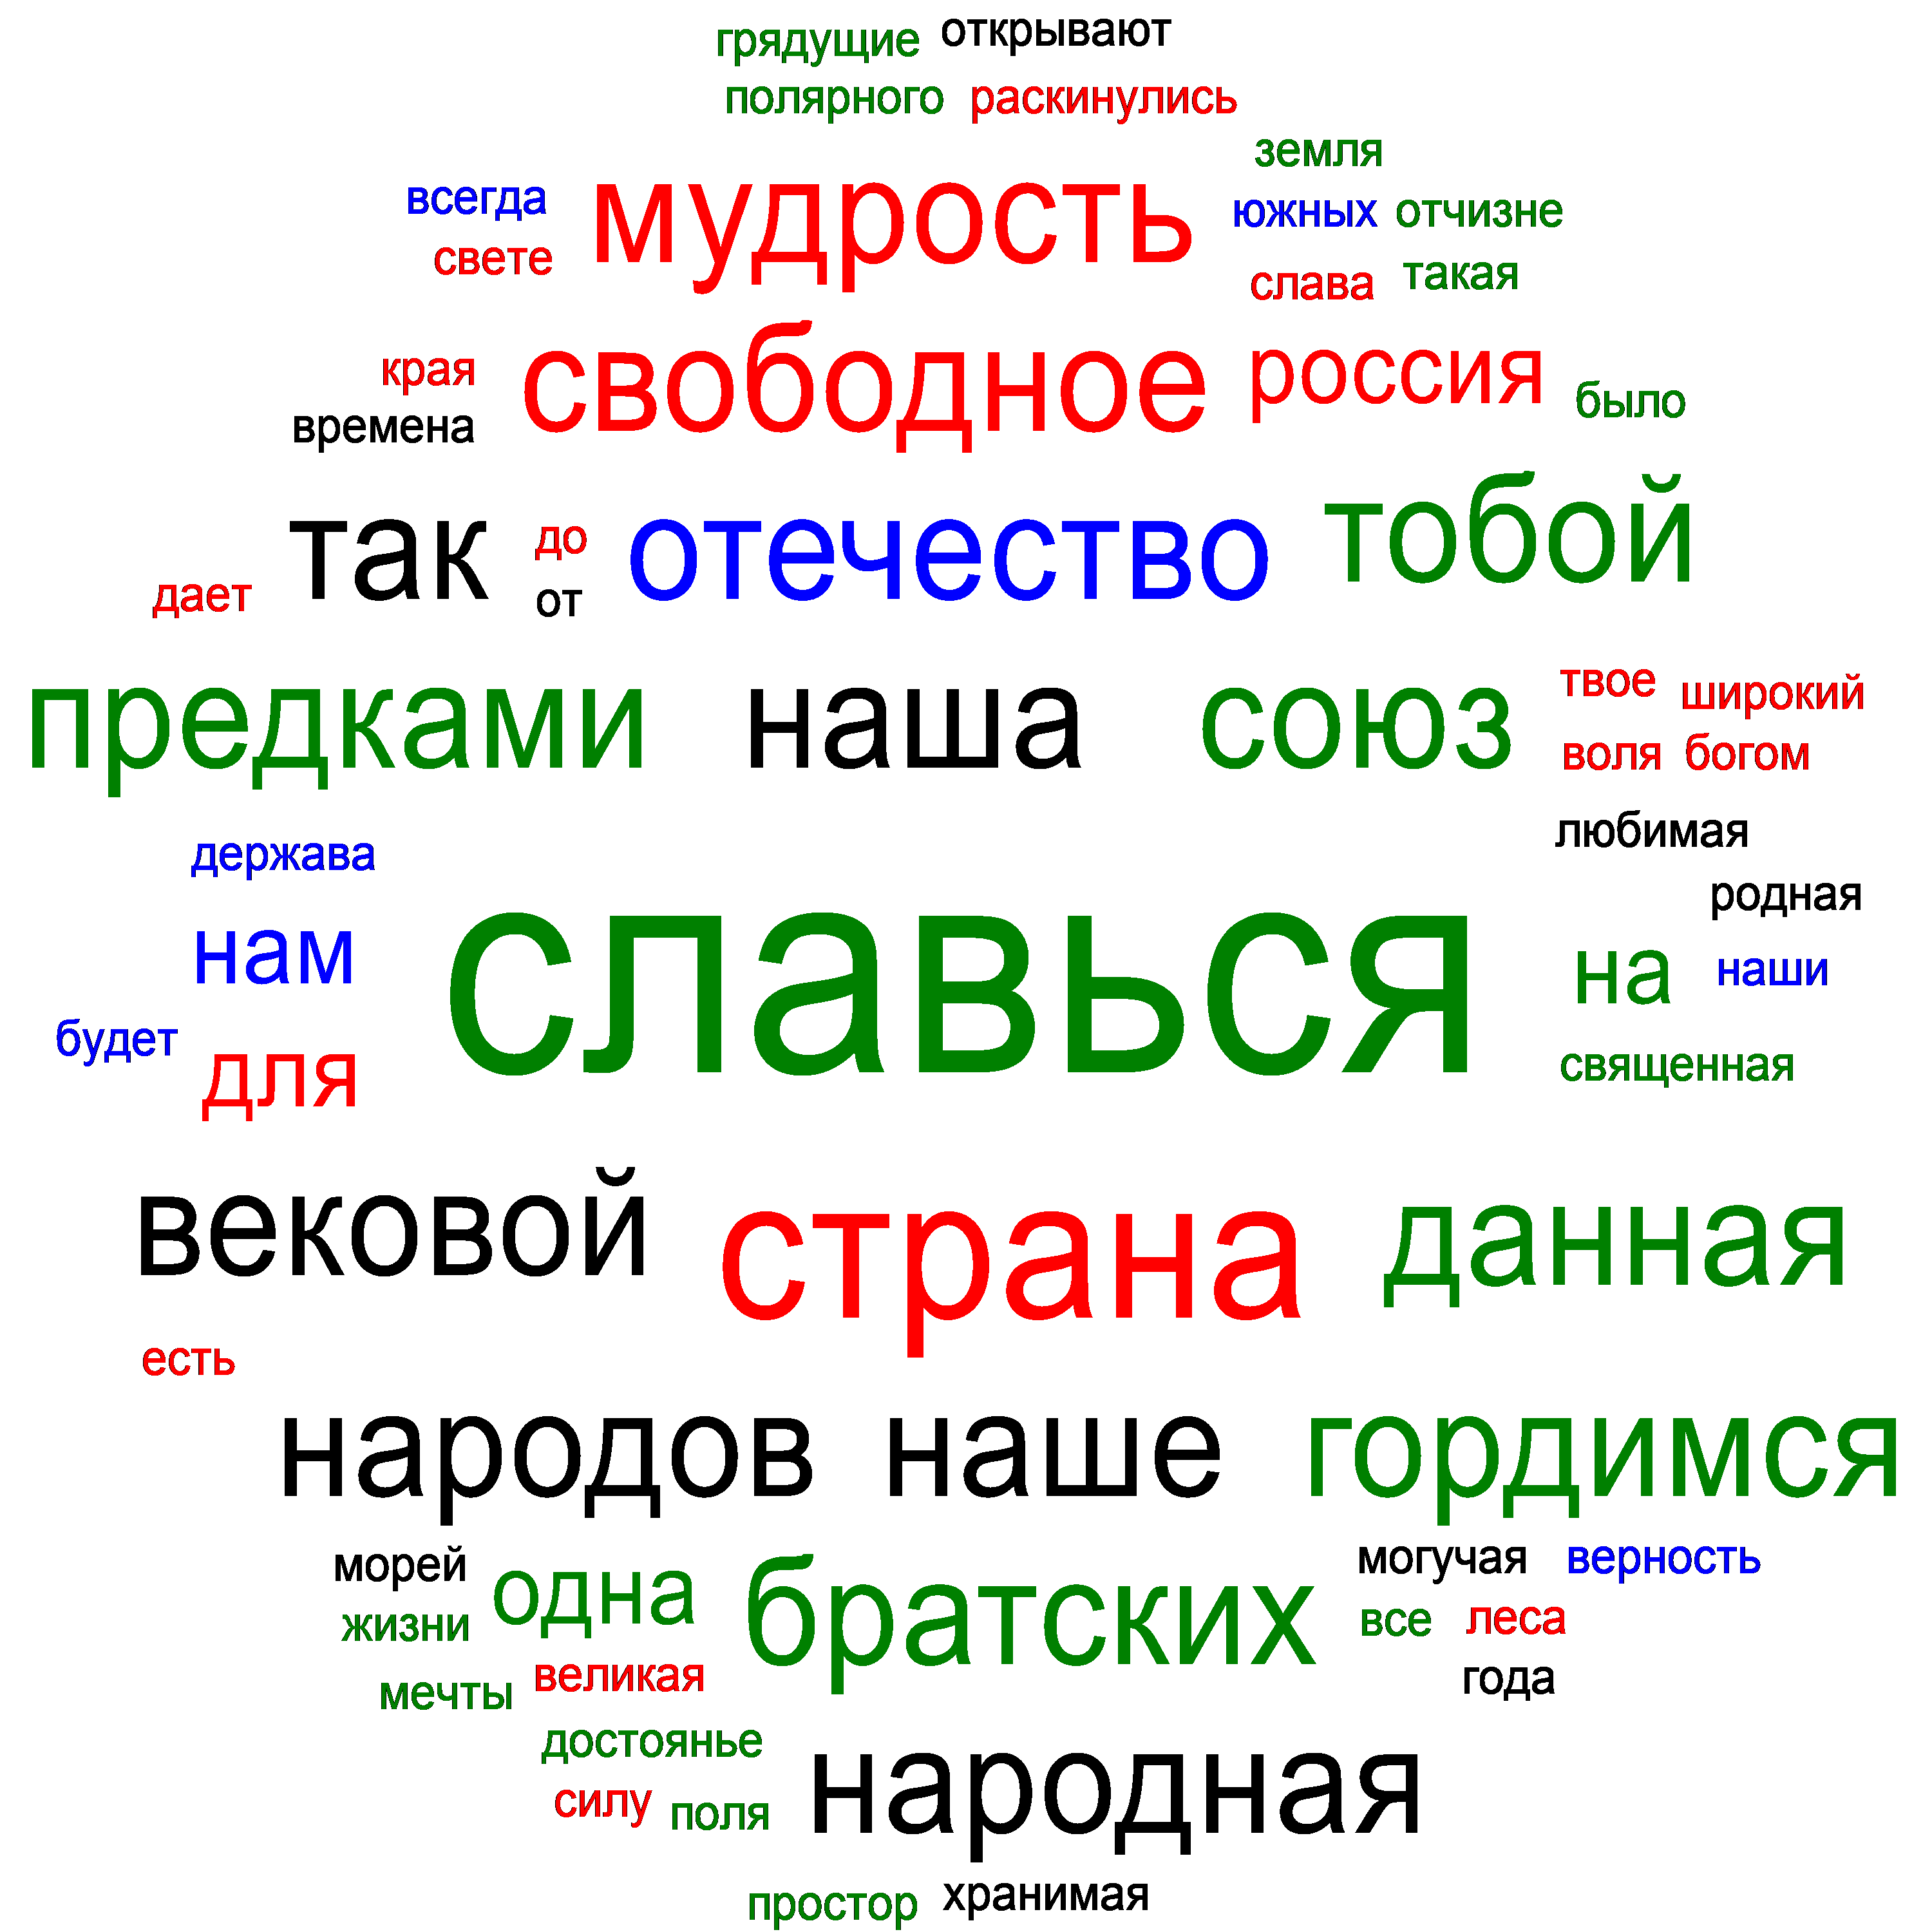 грядущие открывают
полярного раскинулись
земля
всегда мудрость южных отчизне
свете слава такая
края свободное россия было
времена
так до отечество тобой
дает от
предками наша союз твое широкий
воля богом
любимая
держава родная
нам славься на наши
будет для священная
вековой страна данная
есть
народов наше гордимся
морей одна братских могучая верность
жизни все леса
мечты великая года
достоянье народная
силу поля
простор хранимая